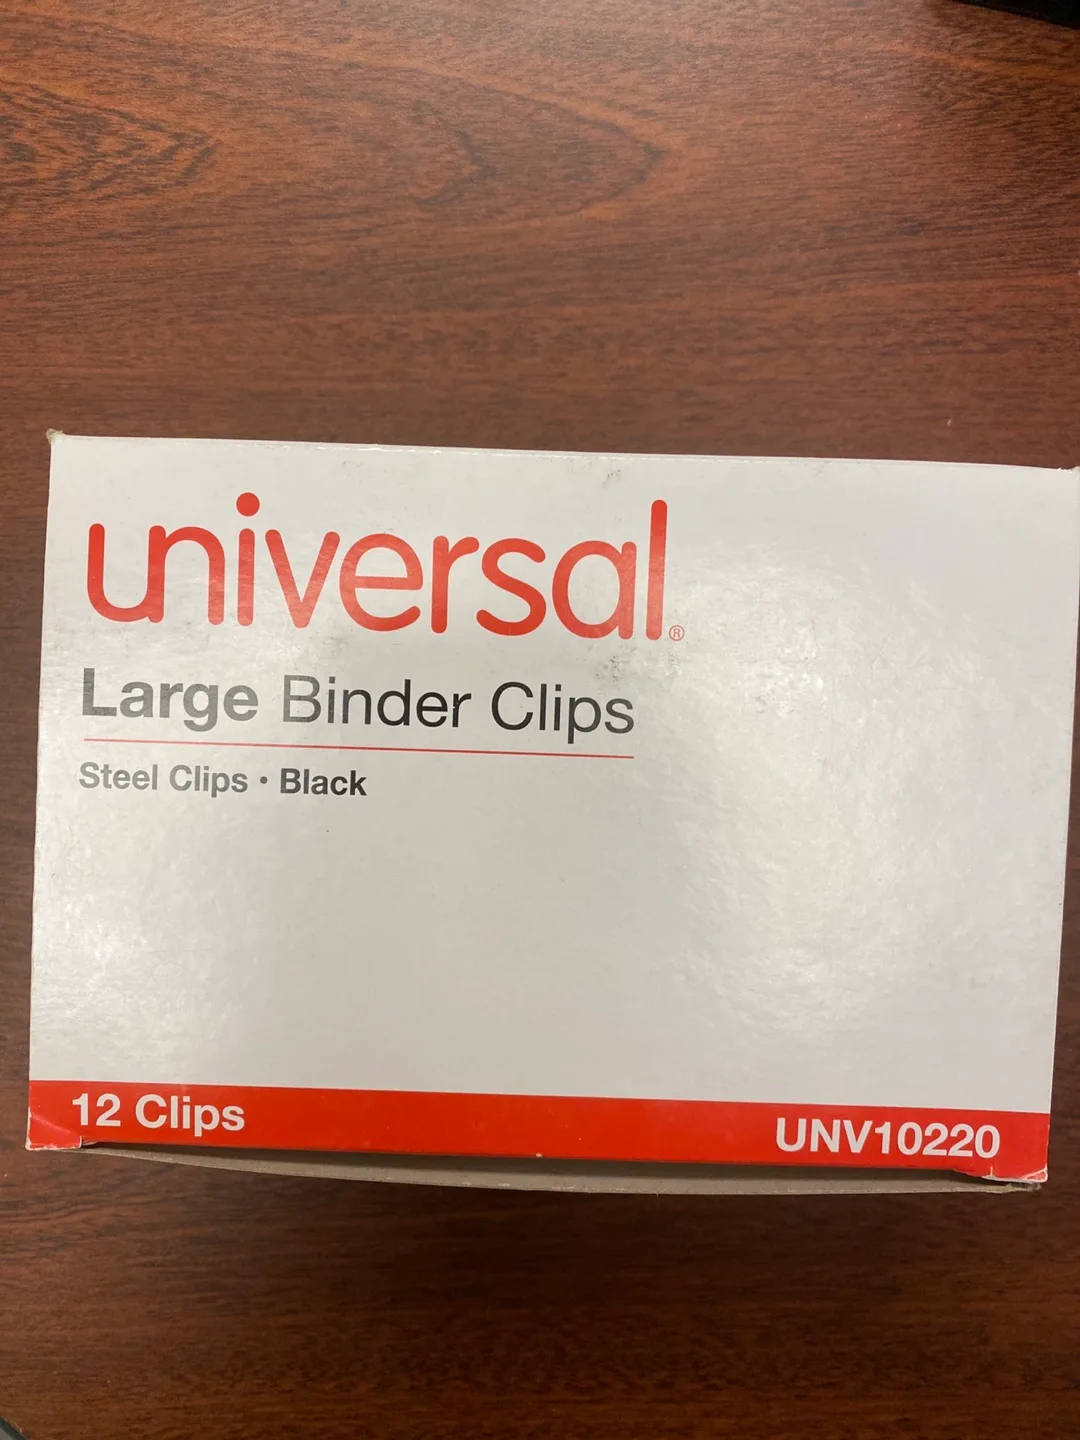 universal®
Large Binder Clips
Steel Clips • Black
12 Clips
UNV10220